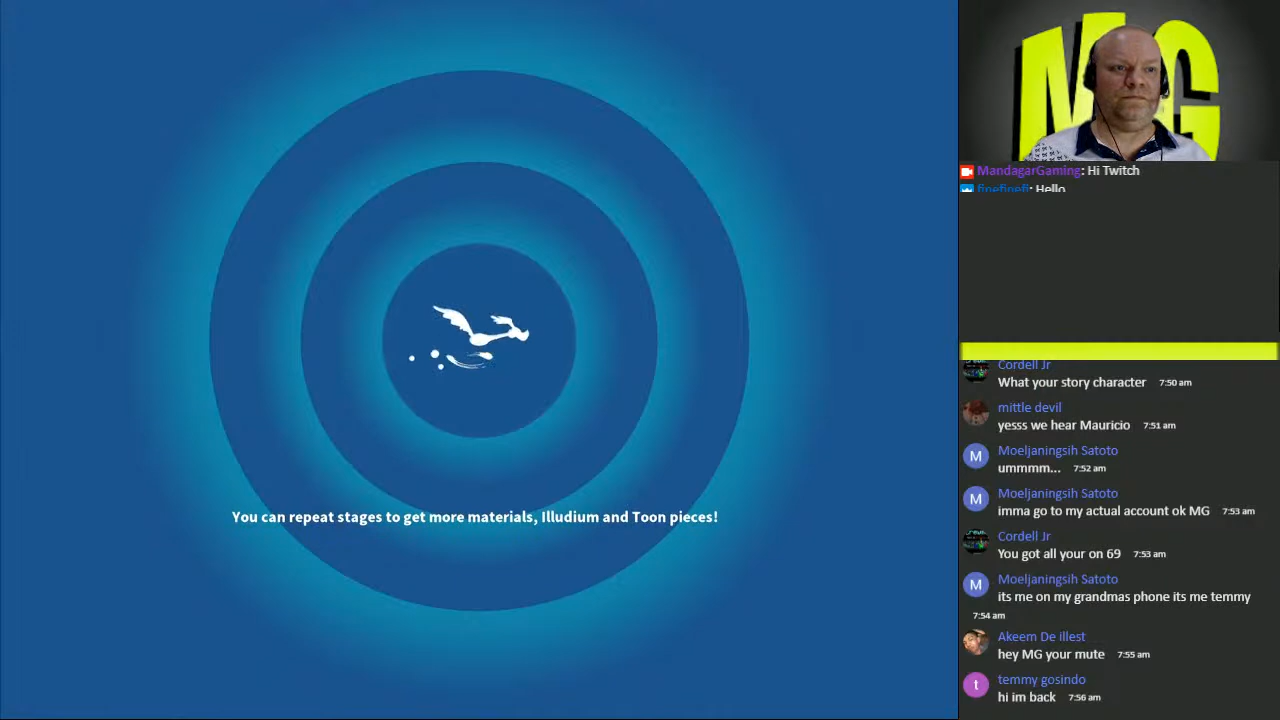 MG
MandagarGaming: Hi Twitch
finefinefi: Hello
Cordell Jr
What your story character 7:50 am
mittle devil
yesss we hear Mauricio 7:51 am
Moeljaningsih Satoto
ummmm... 7:52 am
Moeljaningsih Satoto
imma go to my actual account ok MG 7:53 am
Cordell Jr
You got all your on 69 7:53 am
Moeljaningsih Satoto
its me on my grandmas phone its me temmy
7:54 am
Akeem De illest
hey MG your mute 7:55 am
temmy gosindo
hi im back 7:56 am
You can repeat stages to get more materials, Illudium and Toon pieces!
M
M
M
t